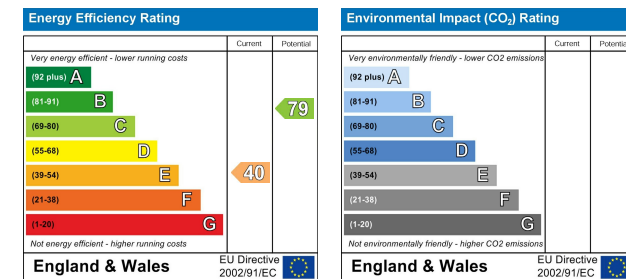 Energy Efficiency Rating
Current Potential
Very energy efficient - lower running costs
(92 plus) A
(81-91) B
79
(69-80) C
(55-68) D
(39-54) E
40
(21-38) F
(1-20) G
Not energy efficient - higher running costs
England & Wales
EU Directive
2002/91/EC
Environmental Impact (CO₂) Rating
Current Potential
Very environmentally friendly - lower CO2 emissions
(92 plus) A
(81-91) B
(69-80) C
(55-68) D
(39-54) E
(21-38) F
(1-20) G
Not environmentally friendly - higher CO2 emissions
England & Wales
EU Directive
2002/91/EC